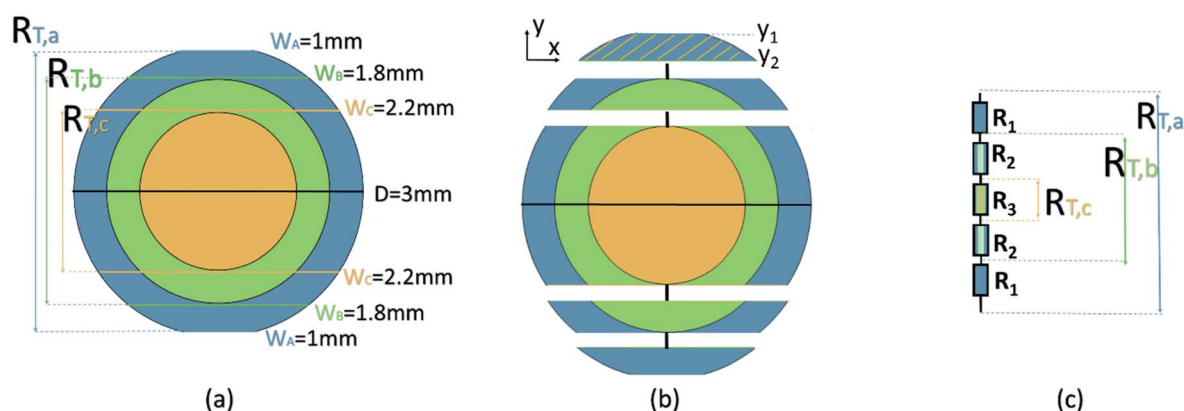 R_T,a
W_A=1mm
R_T,b
W_B=1.8mm
W_C=2.2mm
R_T,c
D=3mm
W_C=2.2mm
W_B=1.8mm
W_A=1mm
(a)
y
x
y_1
y_2
(b)
R_1
R_T,a
R_2
R_T,b
R_3
R_T,c
R_2
R_1
(c)